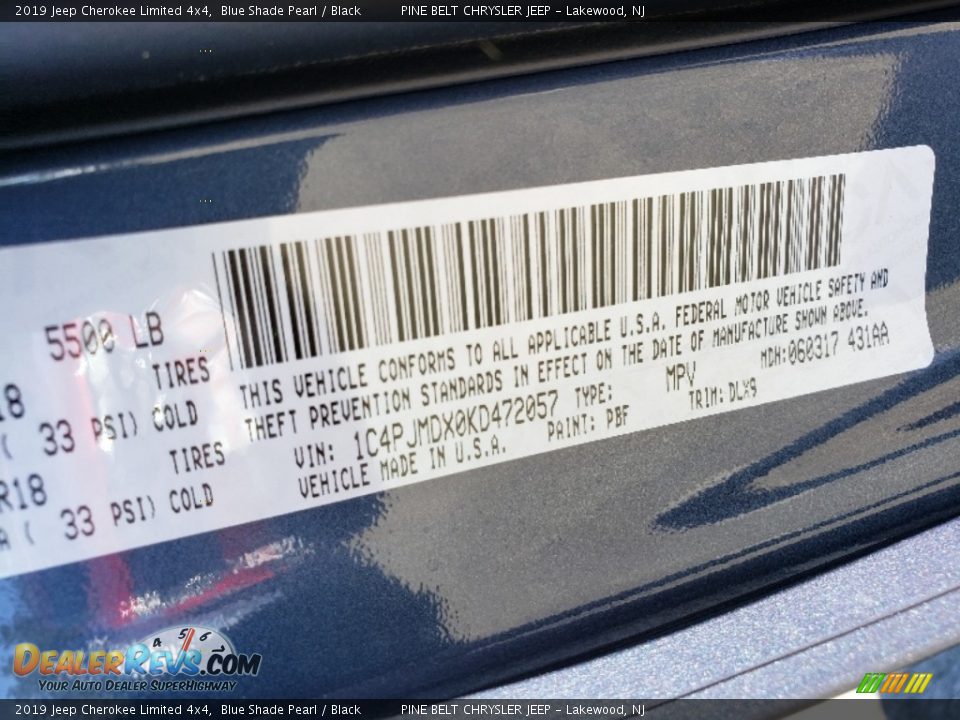 2019 Jeep Cherokee Limited 4x4, Blue Shade Pearl / Black PINE BELT CHRYSLER JEEP - Lakewood, NJ
5500 LB
TIRES
R18
( 33 PSI) COLD
TIRES
R18
( 33 PSI) COLD
THIS VEHICLE CONFORMS TO ALL APPLICABLE U.S.A. FEDERAL MOTOR VEHICLE SAFETY AND
THEFT PREVENTION STANDARDS IN EFFECT ON THE DATE OF MANUFACTURE SHOWN ABOVE.
VIN: 1C4PJMDX0KD472057 TYPE: MPV MDH:060317 431AA
VEHICLE MADE IN U.S.A. PAINT: PBF TRIM: DLX9
DealerRevs.com
Your Auto Dealer SuperHighway
2019 Jeep Cherokee Limited 4x4, Blue Shade Pearl / Black PINE BELT CHRYSLER JEEP - Lakewood, NJ